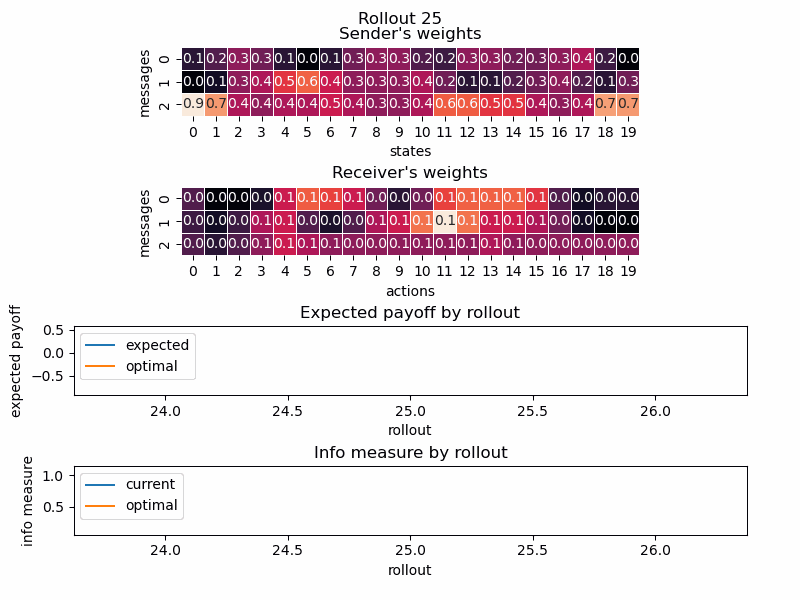 Rollout 25
Sender's weights
messages
0 0.1 0.2 0.3 0.3 0.1 0.0 0.1 0.3 0.3 0.3 0.2 0.2 0.3 0.3 0.2 0.3 0.3 0.4 0.2 0.0
1 0.0 0.1 0.3 0.4 0.5 0.6 0.4 0.3 0.3 0.3 0.4 0.2 0.1 0.1 0.2 0.3 0.4 0.2 0.1 0.3
2 0.9 0.7 0.4 0.4 0.4 0.4 0.5 0.4 0.3 0.3 0.4 0.6 0.6 0.5 0.5 0.4 0.3 0.4 0.7 0.7
0 1 2 3 4 5 6 7 8 9 10 11 12 13 14 15 16 17 18 19
states
Receiver's weights
messages
0 0.0 0.0 0.0 0.0 0.1 0.1 0.1 0.1 0.0 0.0 0.0 0.1 0.1 0.1 0.1 0.1 0.0 0.0 0.0 0.0
1 0.0 0.0 0.0 0.1 0.1 0.0 0.0 0.0 0.1 0.1 0.1 0.1 0.1 0.1 0.1 0.1 0.0 0.0 0.0 0.0
2 0.0 0.0 0.0 0.1 0.1 0.1 0.1 0.1 0.0 0.1 0.1 0.1 0.1 0.1 0.1 0.0 0.0 0.0 0.0 0.0
0 1 2 3 4 5 6 7 8 9 10 11 12 13 14 15 16 17 18 19
actions
Expected payoff by rollout
expected payoff
0.5
0.0
−0.5
expected
optimal
24.0 24.5 25.0 25.5 26.0
rollout
Info measure by rollout
info measure
1.0
0.5
current
optimal
24.0 24.5 25.0 25.5 26.0
rollout